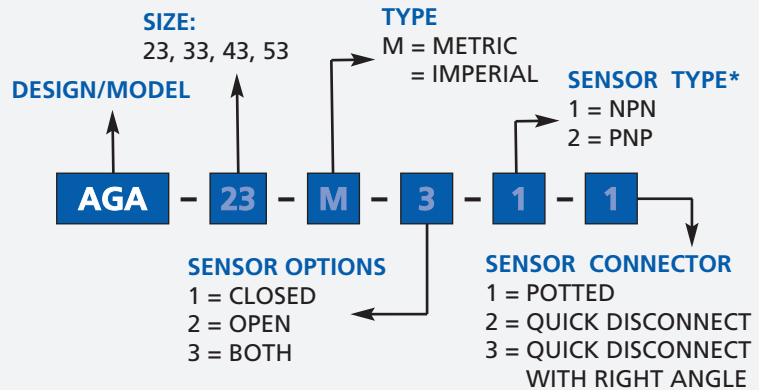 SIZE:
23, 33, 43, 53
TYPE
M = METRIC
= IMPERIAL
DESIGN/MODEL
SENSOR TYPE*
1 = NPN
2 = PNP
AGA - 23 - M - 3 - 1 - 1
SENSOR OPTIONS
1 = CLOSED
2 = OPEN
3 = BOTH
SENSOR CONNECTOR
1 = POTTED
2 = QUICK DISCONNECT
3 = QUICK DISCONNECT
WITH RIGHT ANGLE